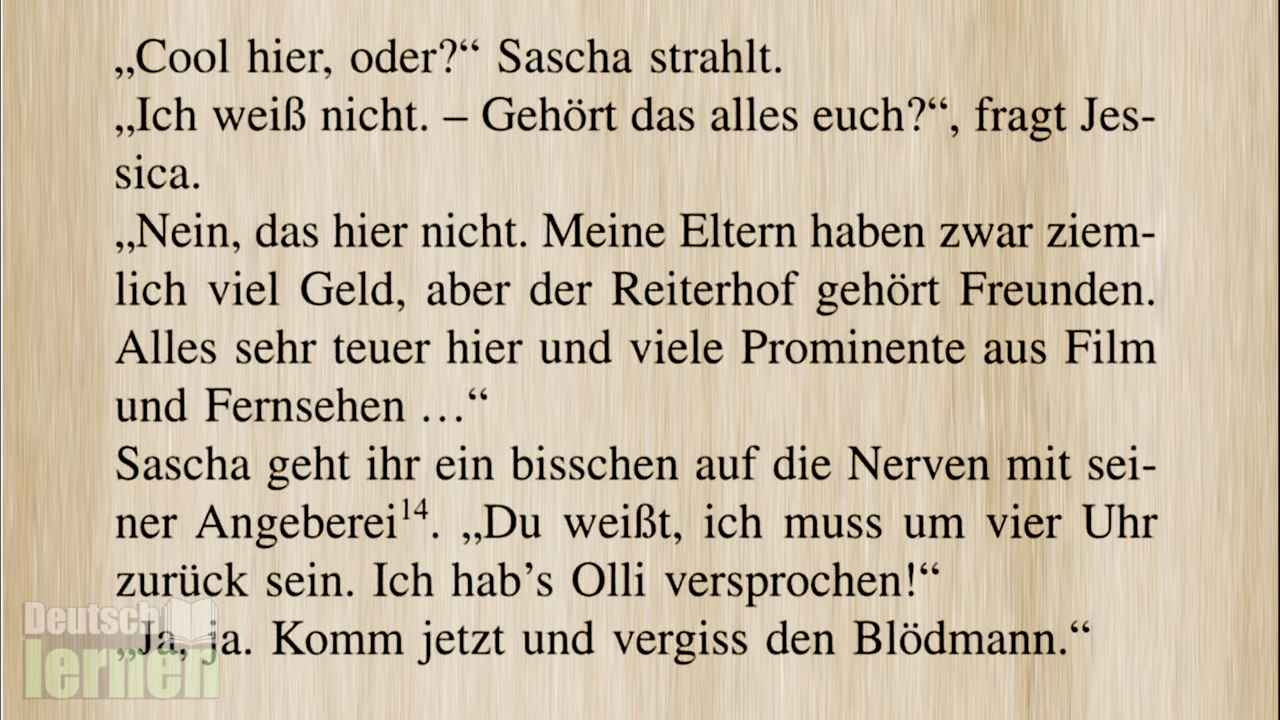 „Cool hier, oder?“ Sascha strahlt.
„Ich weiß nicht. – Gehört das alles euch?“, fragt Jes-
sica.
„Nein, das hier nicht. Meine Eltern haben zwar ziem-
lich viel Geld, aber der Reiterhof gehört Freunden.
Alles sehr teuer hier und viele Prominente aus Film
und Fernsehen …“
Sascha geht ihr ein bisschen auf die Nerven mit sei-
ner Angeberei¹⁴. „Du weißt, ich muss um vier Uhr
zurück sein. Ich hab’s Olli versprochen!“
„Ja, ja. Komm jetzt und vergiss den Blödmann.“
Deutsch
lernen